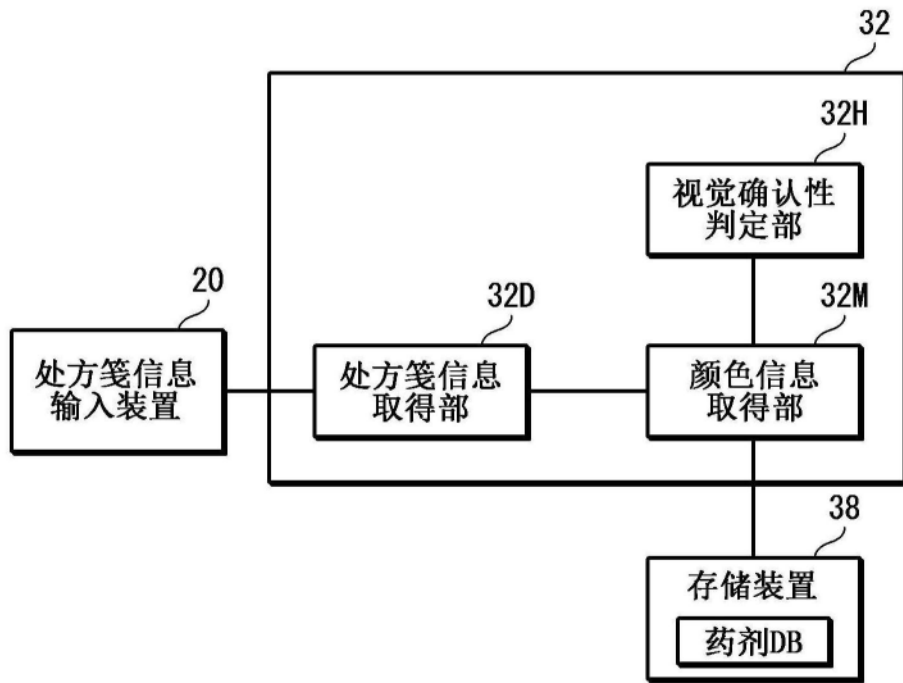 32
32H
视觉确认性
判定部
20
32D
32M
处方笺信息
输入装置
处方笺信息
取得部
颜色信息
取得部
38
存储装置
药剂DB